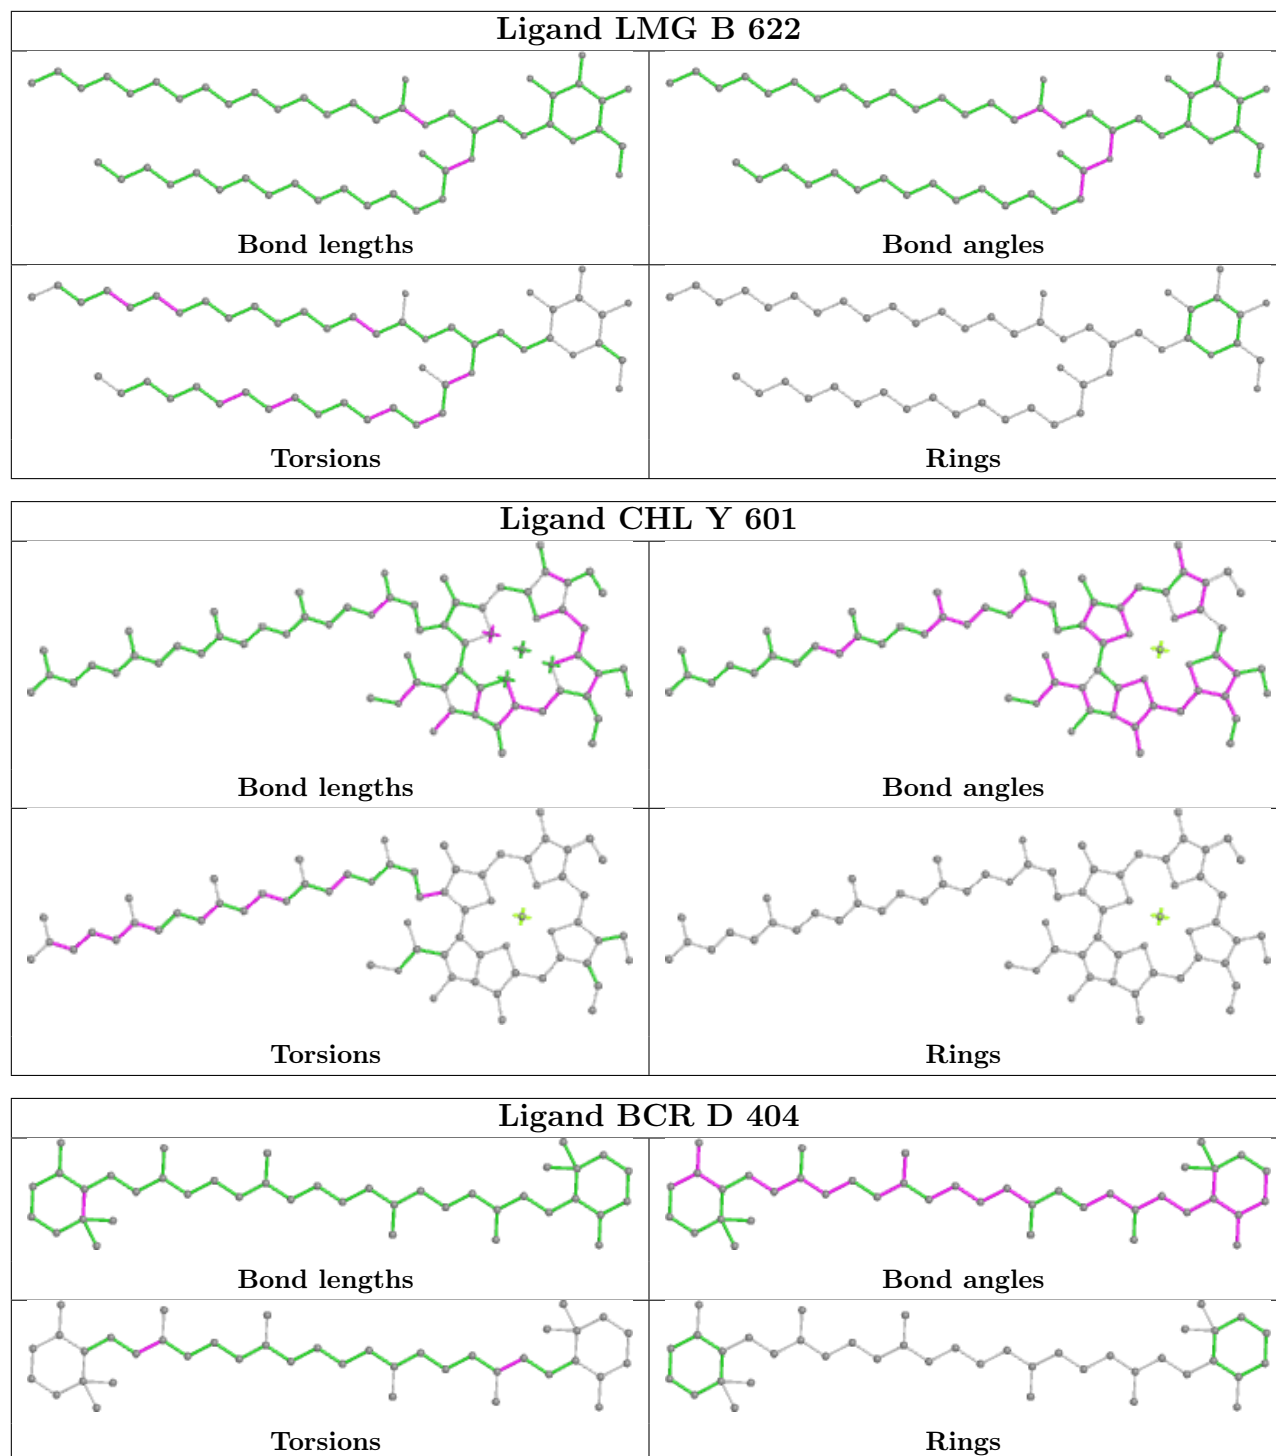 Ligand LMG B 622
Bond lengths
Bond angles
Torsions
Rings
Ligand CHL Y 601
Bond lengths
Bond angles
Torsions
Rings
Ligand BCR D 404
Bond lengths
Bond angles
Torsions
Rings